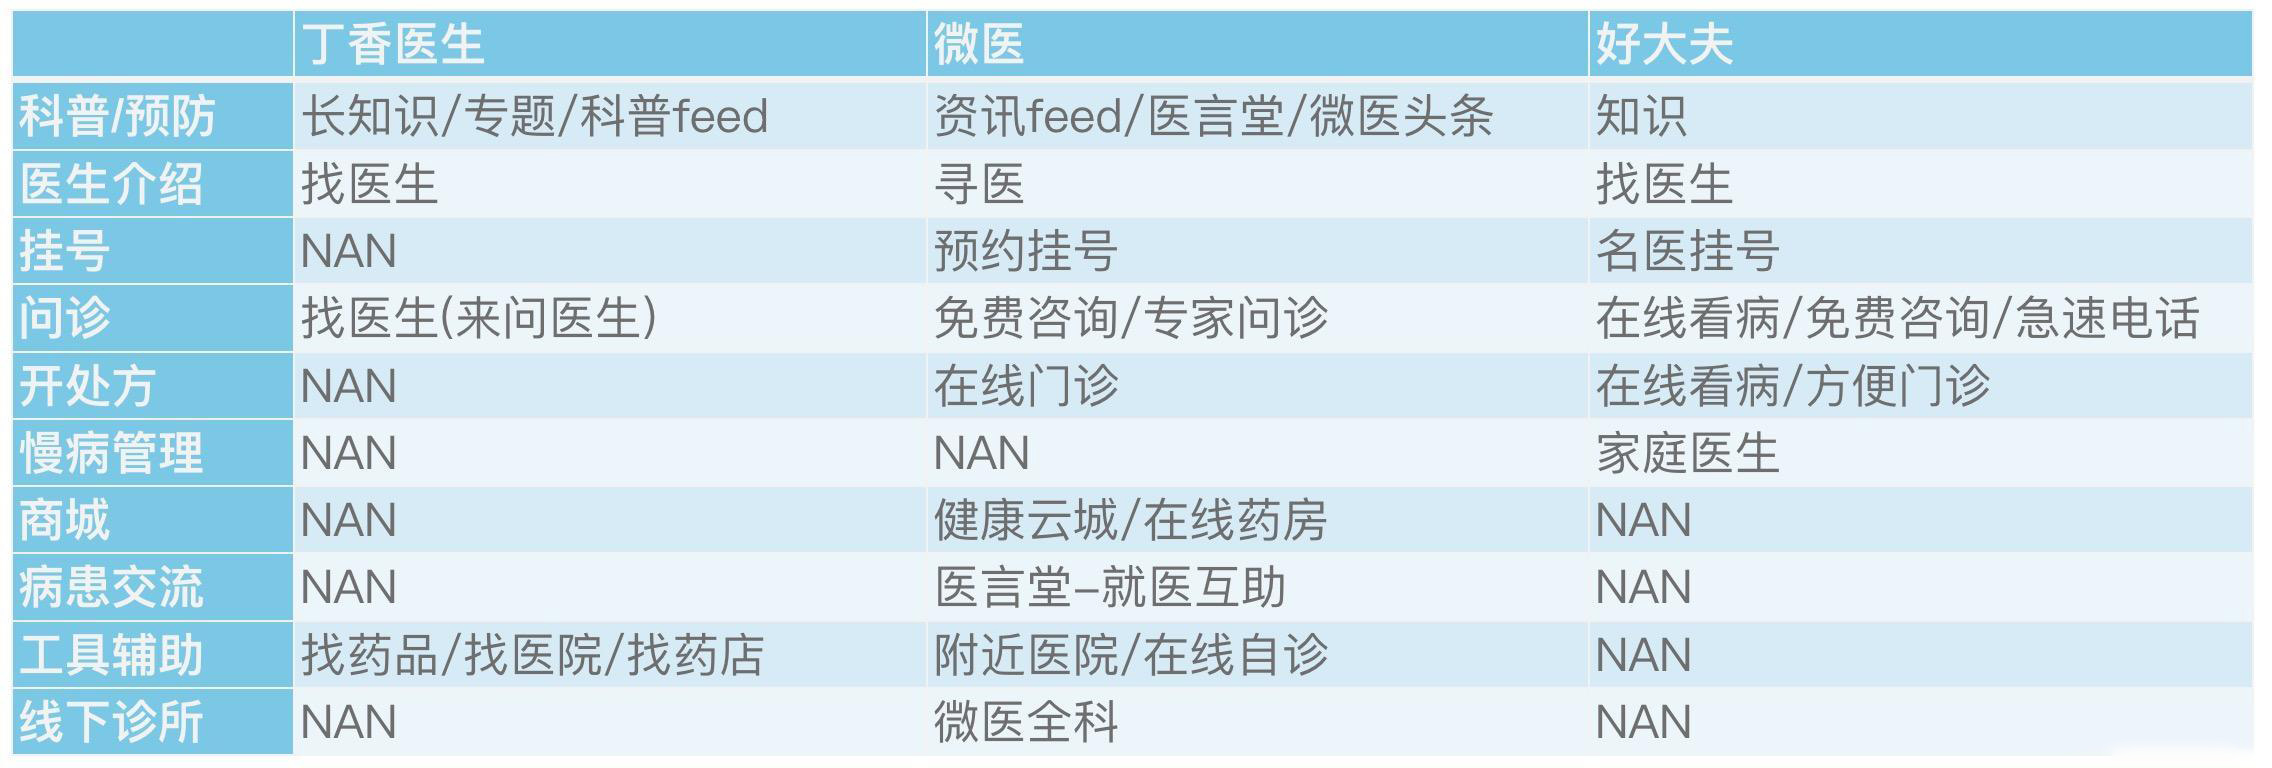 丁香医生 微医 好大夫
科普/预防 长知识/专题/科普feed 资讯feed/医言堂/微医头条 知识
医生介绍 找医生 寻医 找医生
挂号 NAN 预约挂号 名医挂号
问诊 找医生(来问医生) 免费咨询/专家问诊 在线看病/免费咨询/急速电话
开处方 NAN 在线门诊 在线看病/方便门诊
慢病管理 NAN NAN 家庭医生
商城 NAN 健康云城/在线药房 NAN
病患交流 NAN 医言堂–就医互助 NAN
工具辅助 找药品/找医院/找药店 附近医院/在线自诊 NAN
线下诊所 NAN 微医全科 NAN